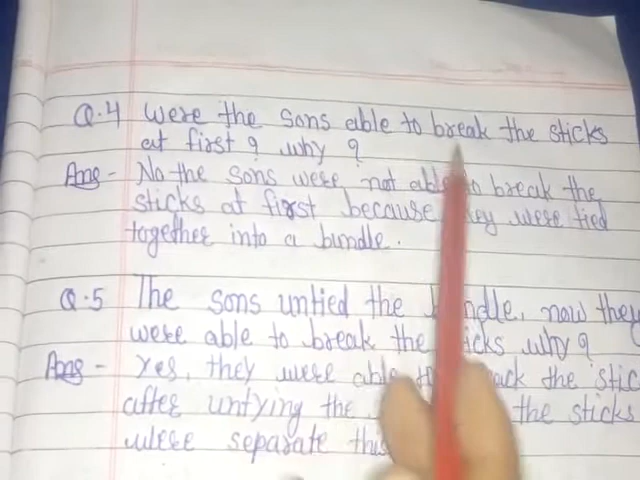 Q.4 Were the sons able to break the sticks
at first? why?
Ans- No the sons were not able to break the
sticks at first because they were tied
together into a bundle.
Q.5 The sons untied the bundle, now they
were able to break the sticks why?
Ans- Yes, they were able the stic
after untying the the sticks
were separate